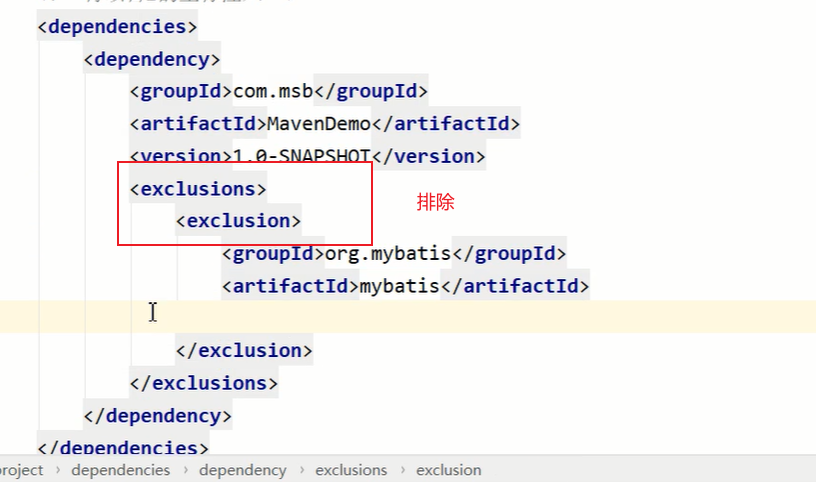 <dependencies>
<dependency>
<groupId>com.msb</groupId>
<artifactId>MavenDemo</artifactId>
<version>1.0-SNAPSHOT</version>
<exclusions>
排除
<exclusion>
<groupId>org.mybatis</groupId>
<artifactId>mybatis</artifactId>
</exclusion>
</exclusions>
</dependency>
</dependencies>
roject › dependencies › dependency › exclusions › exclusion